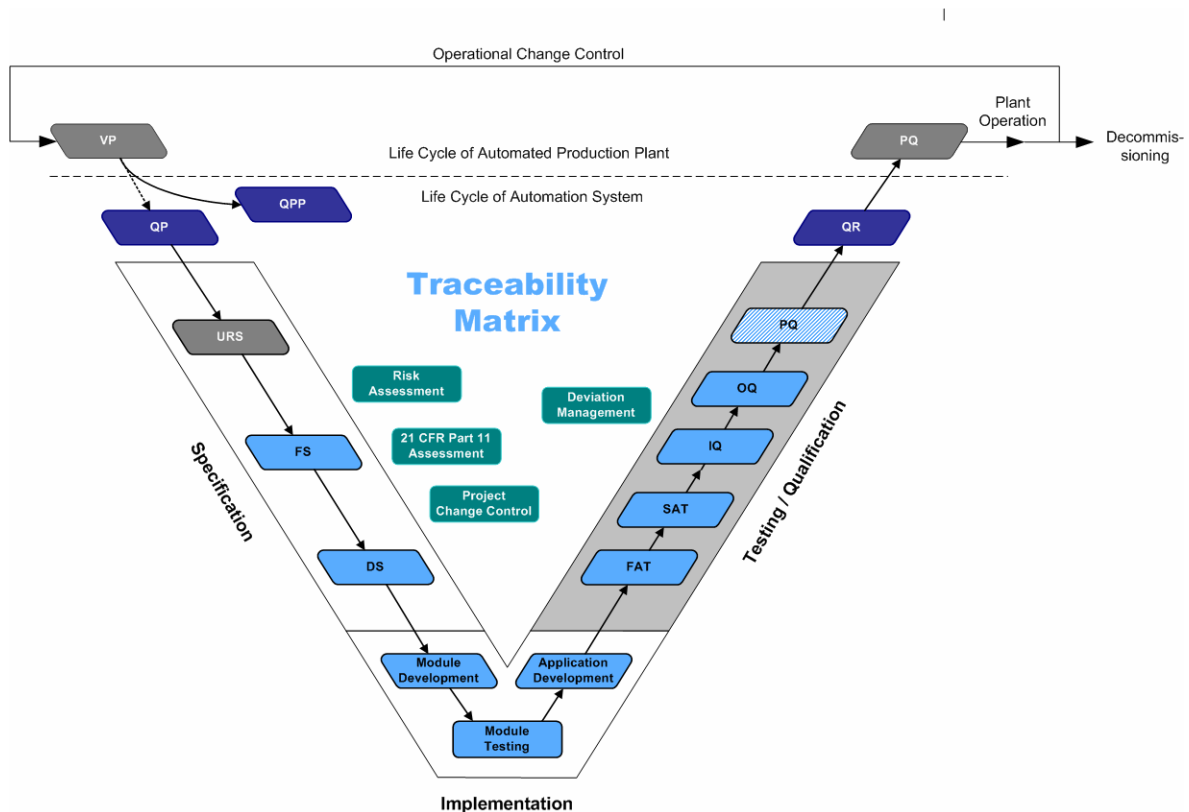 Operational Change Control
VP
PQ
Plant
Operation
Decommis-
sioning
Life Cycle of Automated Production Plant
Life Cycle of Automation System
QPP
QP
QR
Traceability
Matrix
URS
PQ
Risk
Assessment
Deviation
Management
OQ
21 CFR Part 11
Assessment
FS
IQ
Project
Change Control
SAT
Specification
Testing / Qualification
DS
FAT
Module
Development
Application
Development
Module
Testing
Implementation